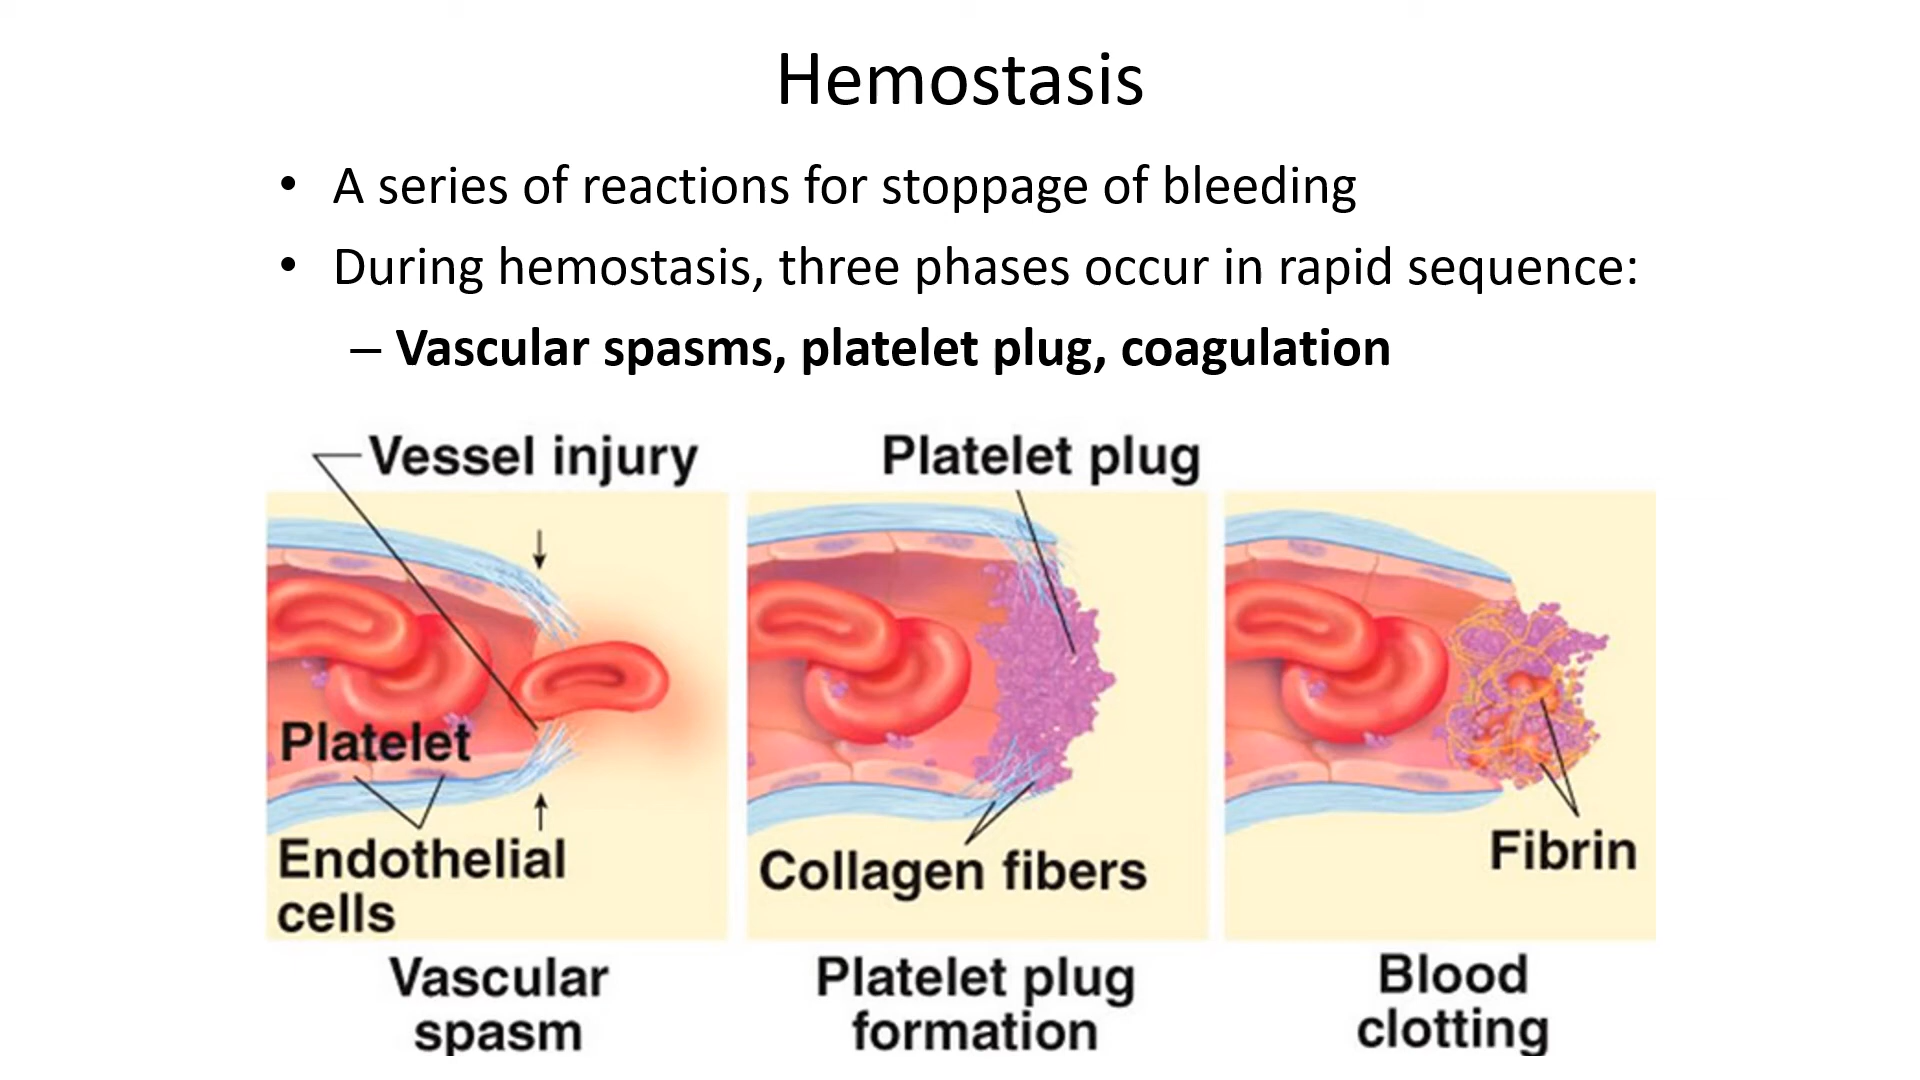 Hemostasis
• A series of reactions for stoppage of bleeding
• During hemostasis, three phases occur in rapid sequence:
– Vascular spasms, platelet plug, coagulation
Vessel injury
Platelet
Endothelial
cells
Vascular
spasm
Platelet plug
Collagen fibers
Platelet plug
formation
Fibrin
Blood
clotting